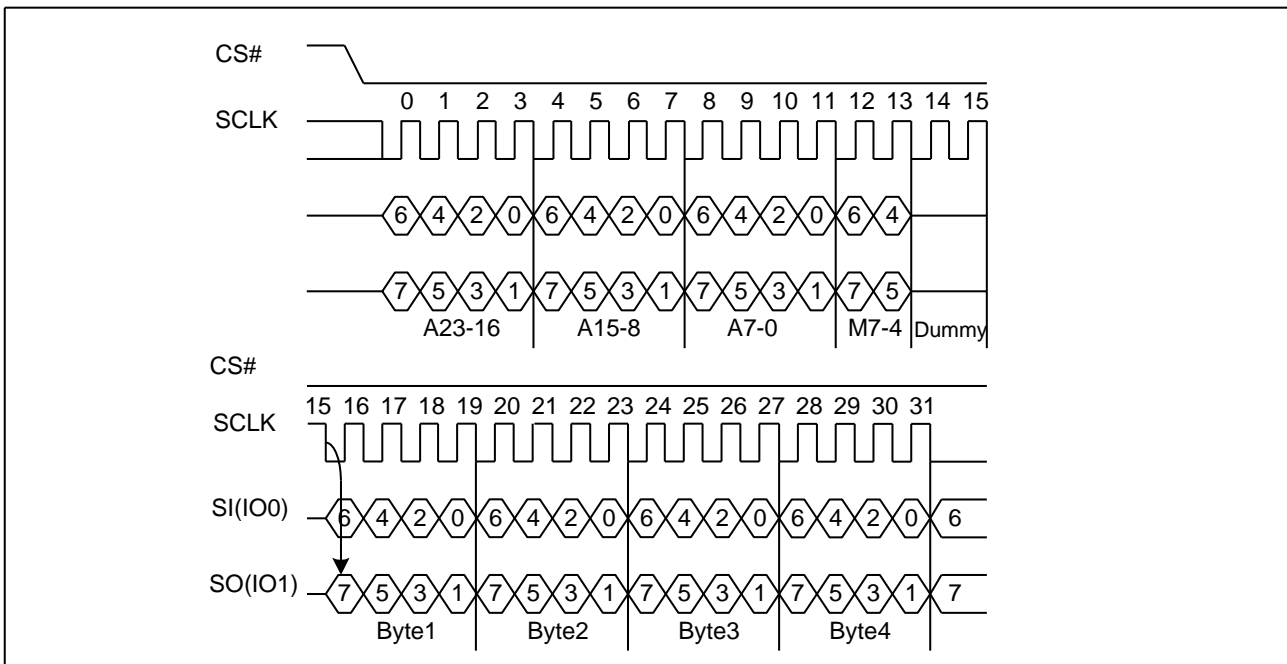 CS#
0 1 2 3 4 5 6 7 8 9 10 11 12 13 14 15
SCLK
6 4 2 0 6 4 2 0 6 4 2 0 6 4
7 5 3 1 7 5 3 1 7 5 3 1 7 5
A23-16 A15-8 A7-0 M7-4 Dummy
CS#
15 16 17 18 19 20 21 22 23 24 25 26 27 28 29 30 31
SCLK
SI(IO0) 6 4 2 0 6 4 2 0 6 4 2 0 6 4 2 0 6
SO(IO1) 7 5 3 1 7 5 3 1 7 5 3 1 7 5 3 1 7
Byte1 Byte2 Byte3 Byte4